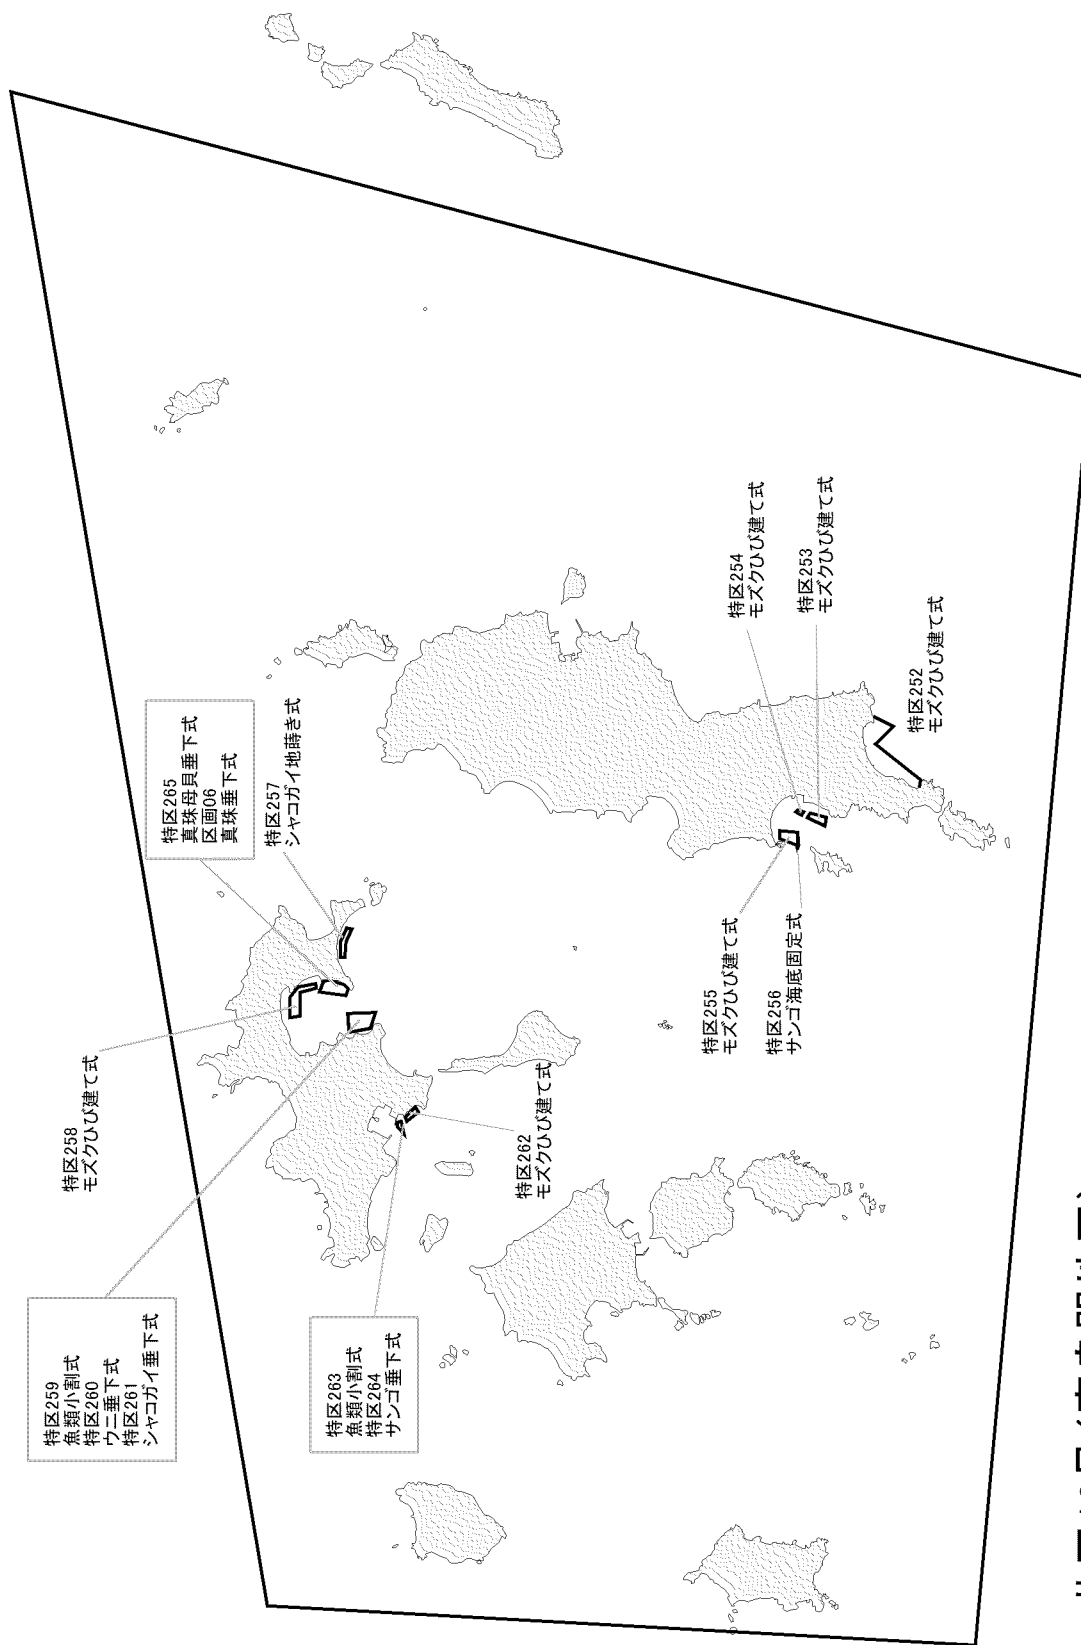 特区259
魚類小割式
特区260
ウニ垂下式
特区261
シャコガイ垂下式
特区258
モズクひび建て式
特区265
真珠母貝垂下式
区画06
真珠垂下式
特区257
シャコガイ地蒔き式
特区263
魚類小割式
特区264
サンゴ垂下式
特区262
モズクひび建て式
特区255
モズクひび建て式
特区256
サンゴ海底固定式
特区254
モズクひび建て式
特区253
モズクひび建て式
特区252
モズクひび建て式